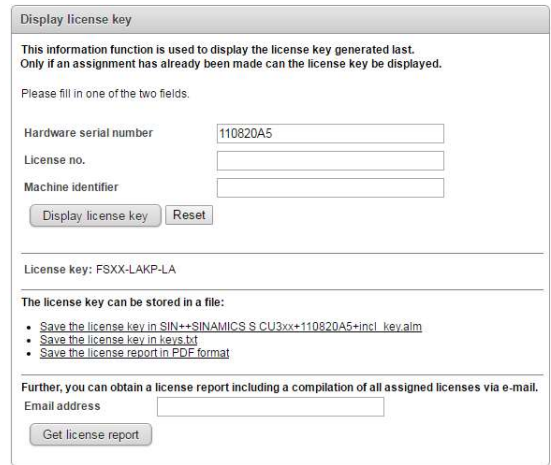 Display license key
This information function is used to display the license key generated last.
Only if an assignment has already been made can the license key be displayed.
Please fill in one of the two fields.
Hardware serial number 110820A5
License no.
Machine identifier
Display license key Reset
License key: FSXX-LAKP-LA
The license key can be stored in a file:
• Save the license key in SIN++SINAMICS S CU3xx+110820A5+incl_key.alm
• Save the license key in keys.txt
• Save the license report in PDF format
Further, you can obtain a license report including a compilation of all assigned licenses via e-mail.
Email address
Get license report